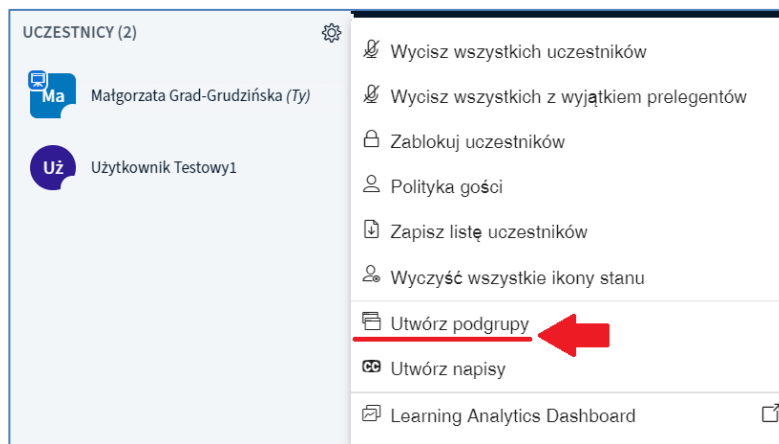 UCZESTNICY (2)
Ma
Małgorzata Grad-Grudzińska (Ty)
Uż
Użytkownik Testowy1
Wycisz wszystkich uczestników
Wycisz wszystkich z wyjątkiem prelegentów
Zablokuj uczestników
Polityka gości
Zapisz listę uczestników
Wyczyść wszystkie ikony stanu
Utwórz podgrupy
CC Utwórz napisy
Learning Analytics Dashboard